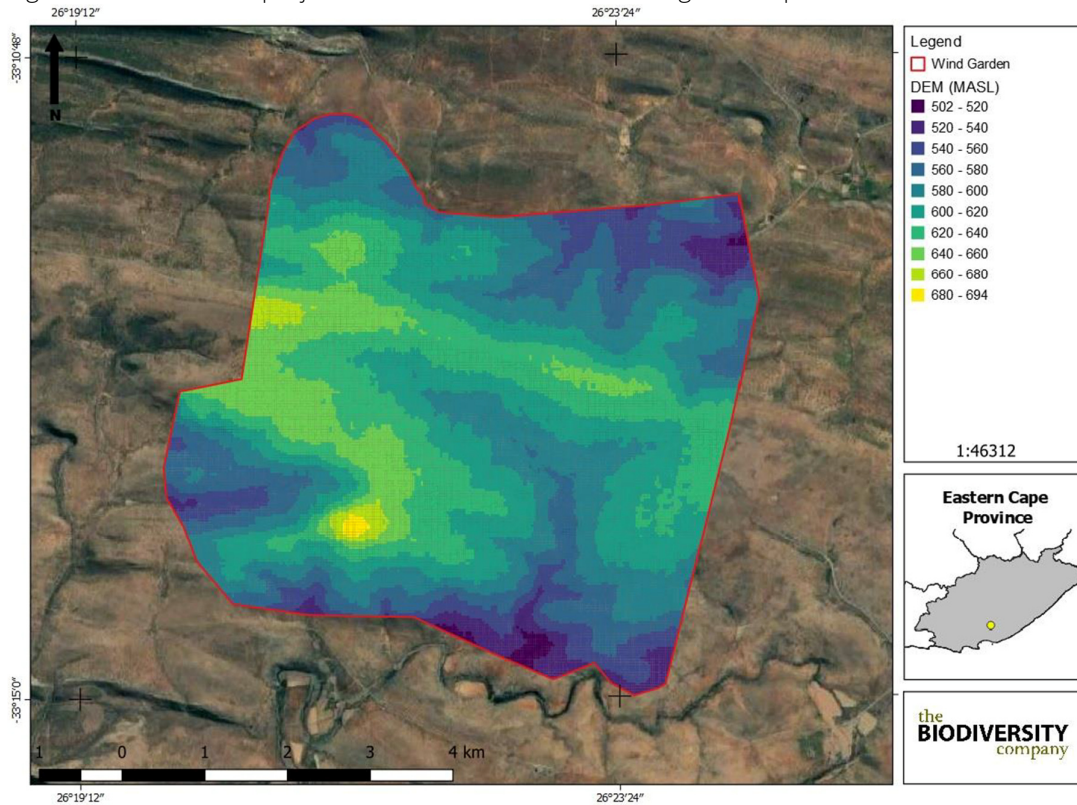 26°19'12"
26°23'24"
-33°10'48"
N
-33°15'0"
1 0 1 2 3 4 km
26°19'12"
26°23'24"
Legend
Wind Garden
DEM (MASL)
502 - 520
520 - 540
540 - 560
560 - 580
580 - 600
600 - 620
620 - 640
640 - 660
660 - 680
680 - 694
1:46312
Eastern Cape
Province
the
BIODIVERSITY
company